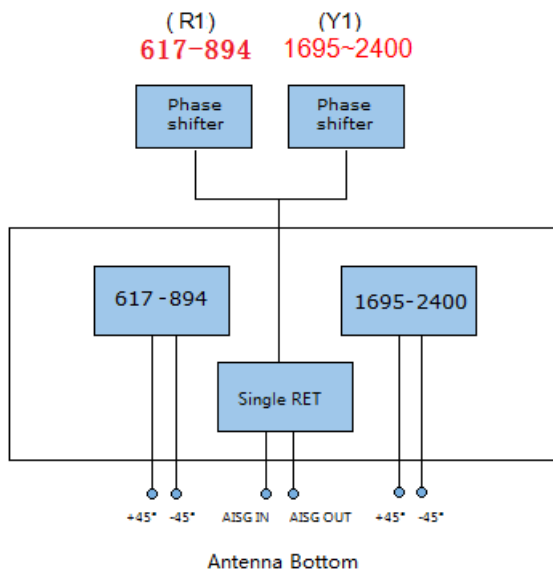 ( R1)
(Y1)
617-894
1695~2400
Phase
shifter
Phase
shifter
617 -894
1695-2400
Single RET
+45°
-45°
AISG IN
AISG OUT
+45°
-45°
Antenna Bottom